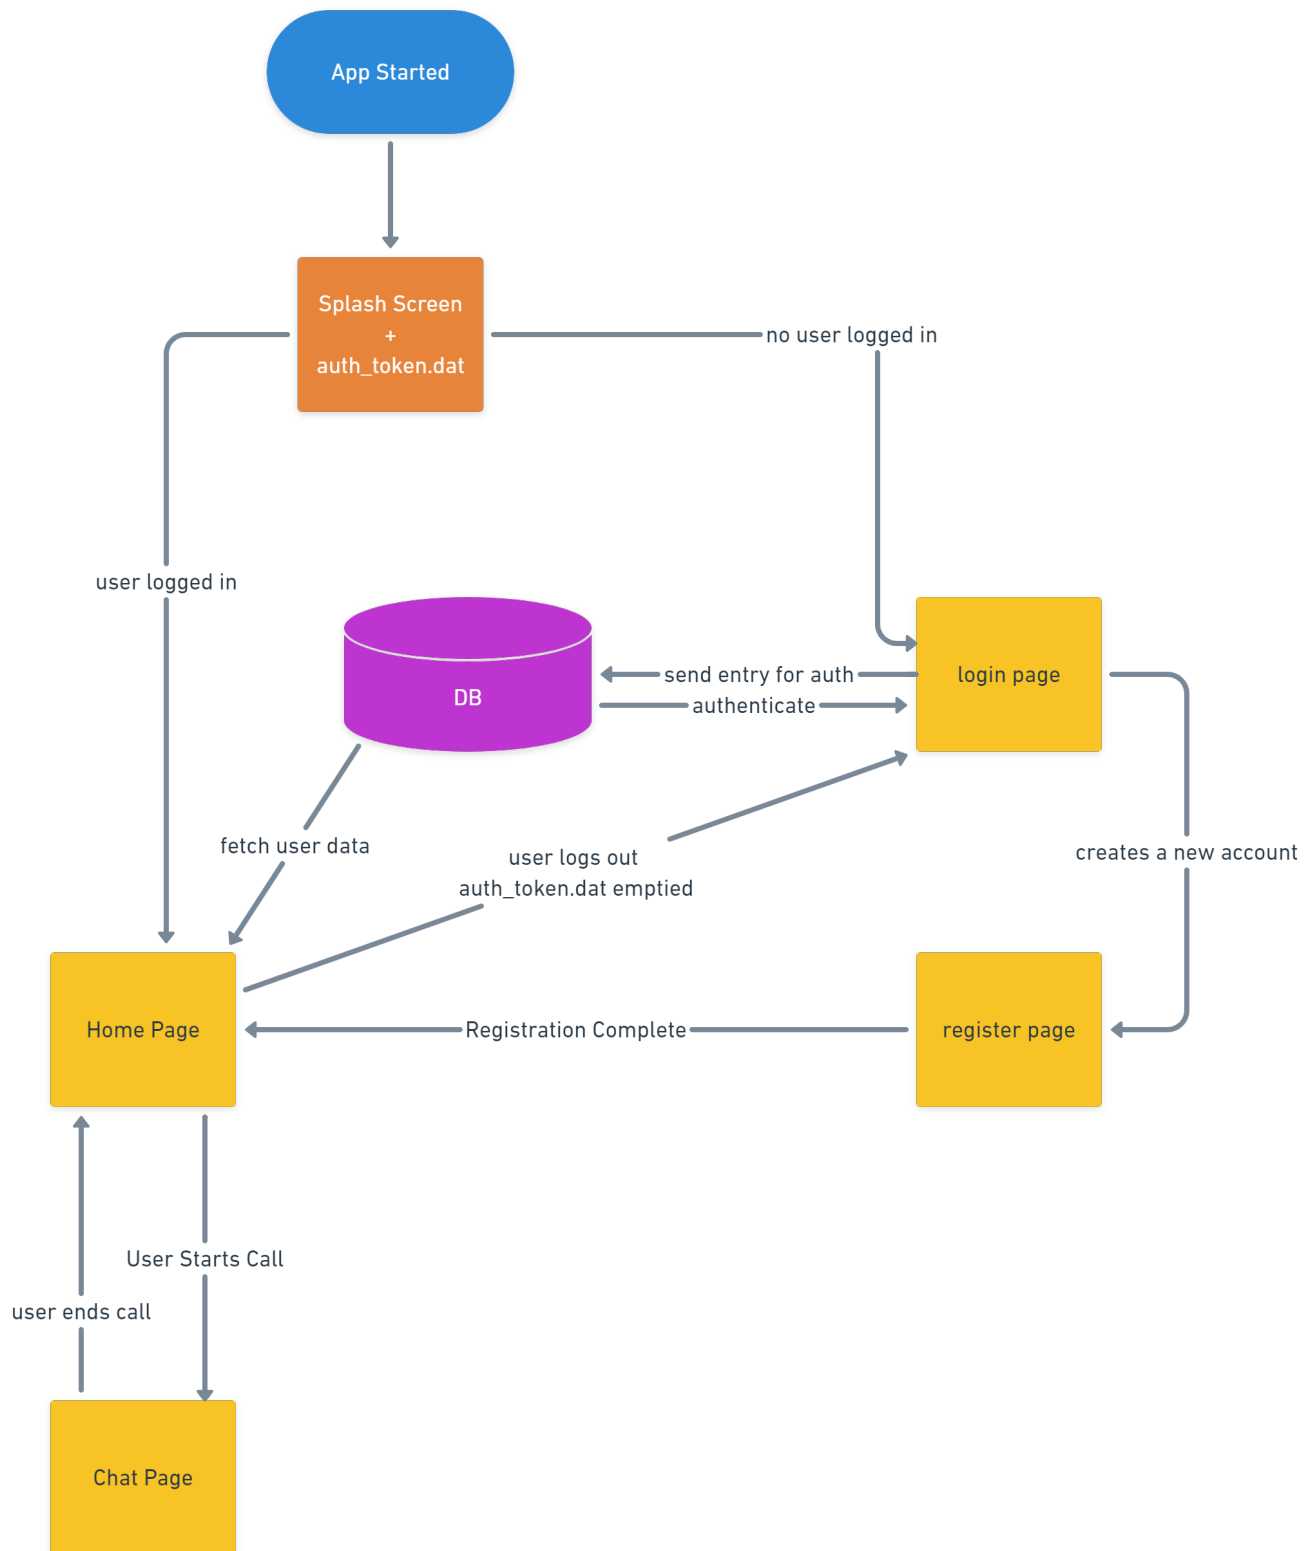 App Started
Splash Screen
+
auth_token.dat
no user logged in
user logged in
DB
send entry for auth
authenticate
login page
fetch user data
user logs out
auth_token.dat emptied
creates a new account
Home Page
Registration Complete
register page
User Starts Call
user ends call
Chat Page